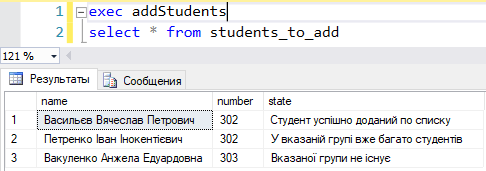 1 exec addStudents
2 select * from students_to_add
121 %
Результаты Сообщения
name number state
1 Васильєв Вячеслав Петрович 302 Студент успішно доданий по списку
2 Петренко Іван Інокентієвич 302 У вказаній групі вже багато студентів
3 Вакуленко Анжела Едуардовна 303 Вказаної групи не існує